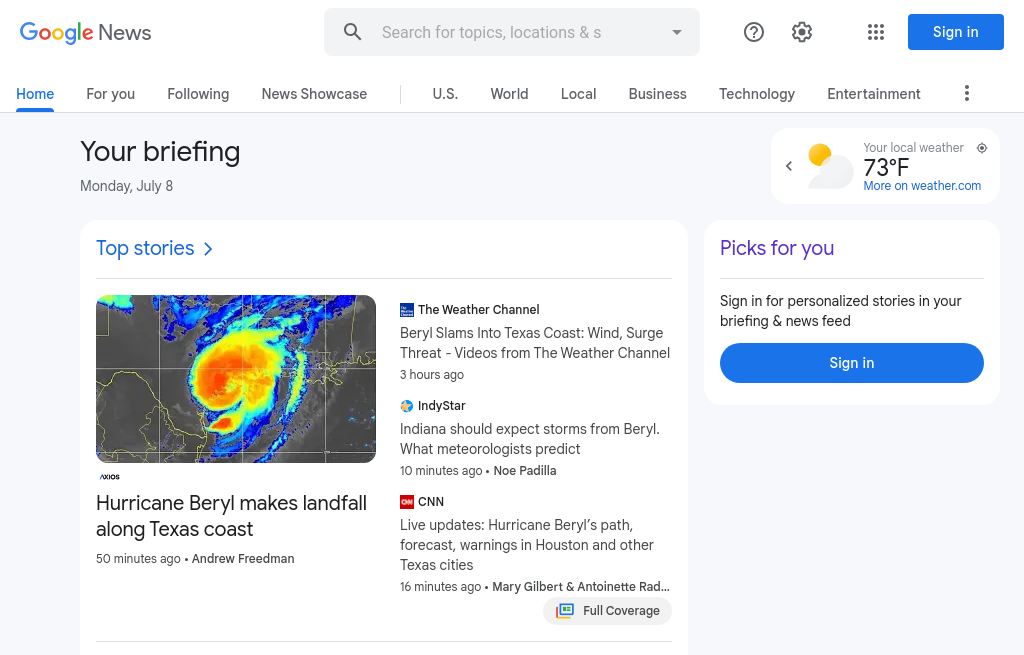 Google News
Search for topics, locations & s
Sign in
Home
For you
Following
News Showcase
U.S.
World
Local
Business
Technology
Entertainment
Your briefing
Monday, July 8
Your local weather
73°F
More on weather.com
Top stories
Picks for you
Sign in for personalized stories in your
briefing & news feed
Sign in
AXIOS
Hurricane Beryl makes landfall
along Texas coast
50 minutes ago • Andrew Freedman
The Weather Channel
Beryl Slams Into Texas Coast: Wind, Surge
Threat - Videos from The Weather Channel
3 hours ago
IndyStar
Indiana should expect storms from Beryl.
What meteorologists predict
10 minutes ago • Noe Padilla
CNN
CNN
Live updates: Hurricane Beryl’s path,
forecast, warnings in Houston and other
Texas cities
16 minutes ago • Mary Gilbert & Antoinette Rad...
Full Coverage